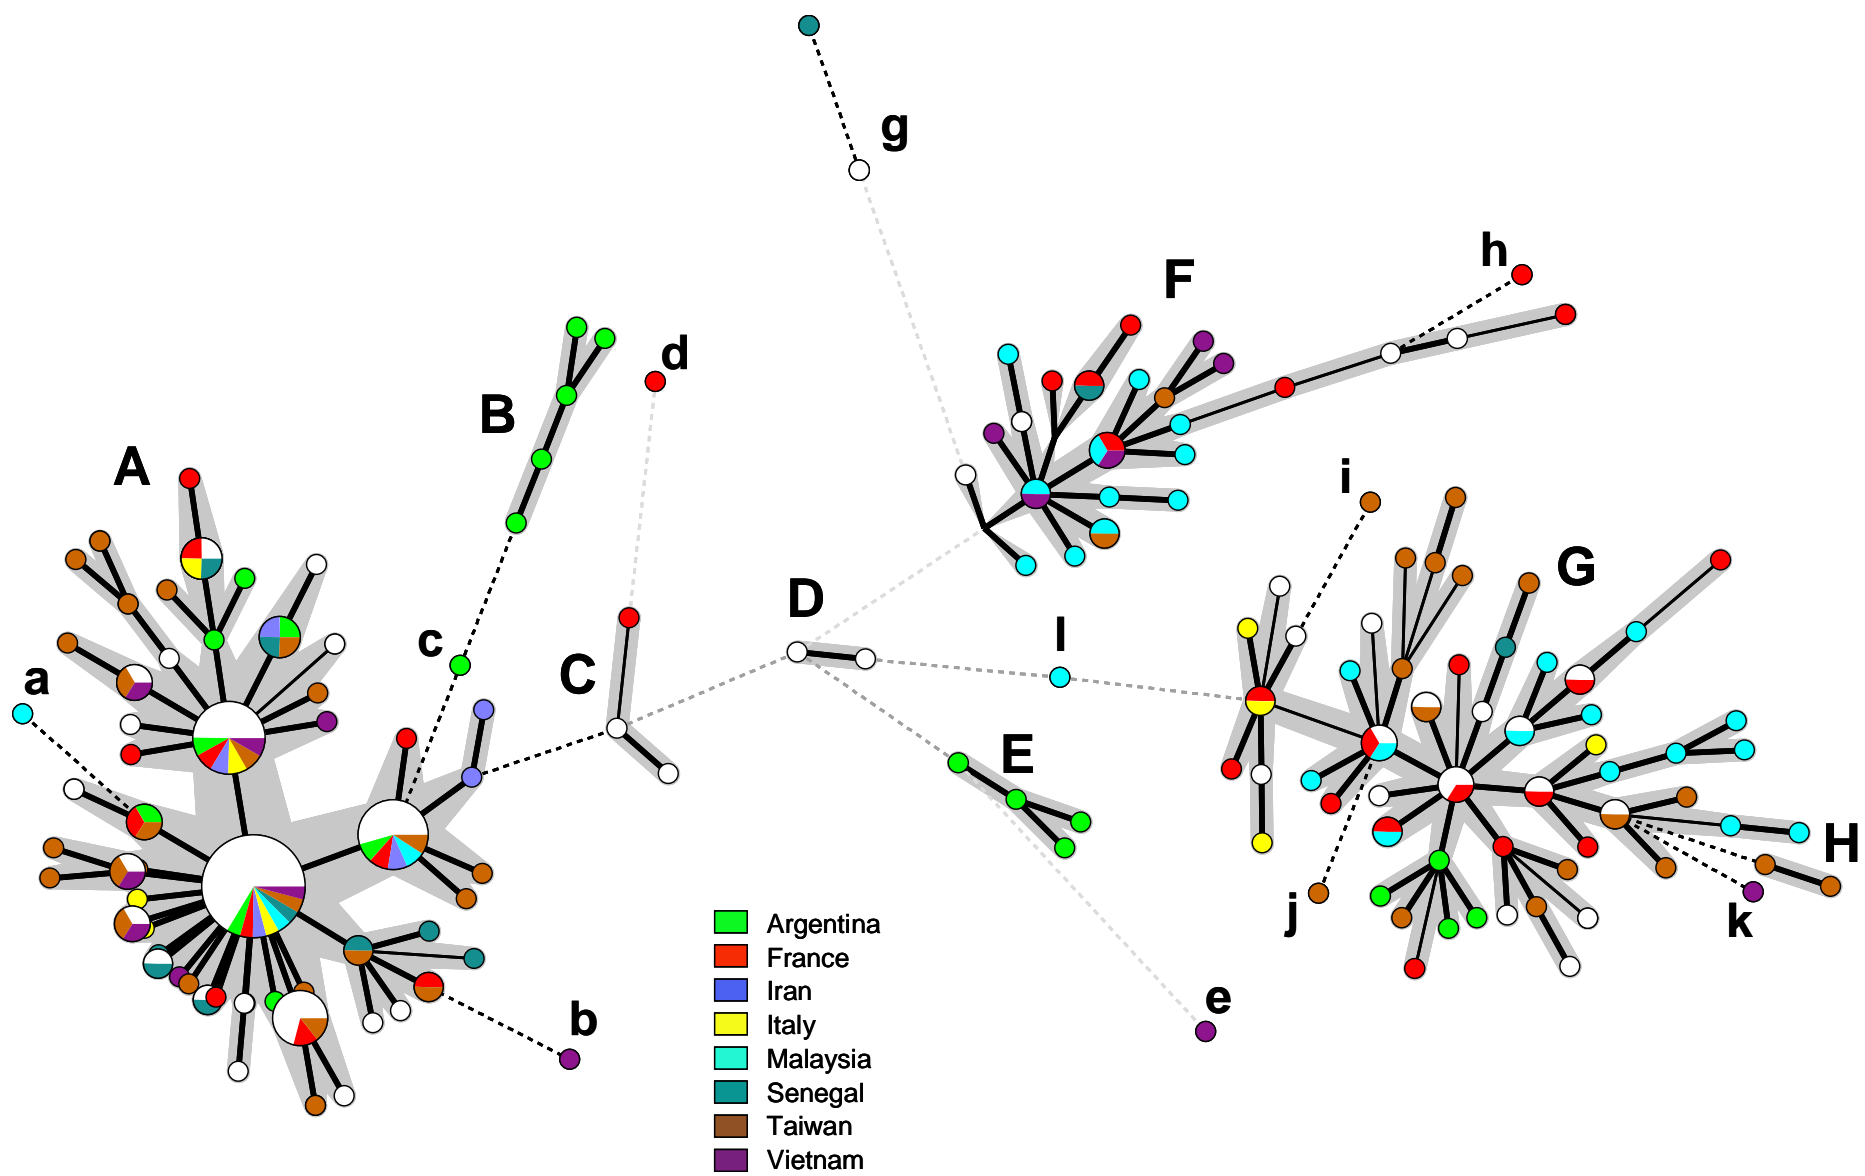 g
h
F
d
B
A
i
G
D
c
I
C
a
E
H
j
k
Argentina
France
Iran
e
b
Italy
Malaysia
Senegal
Taiwan
Vietnam